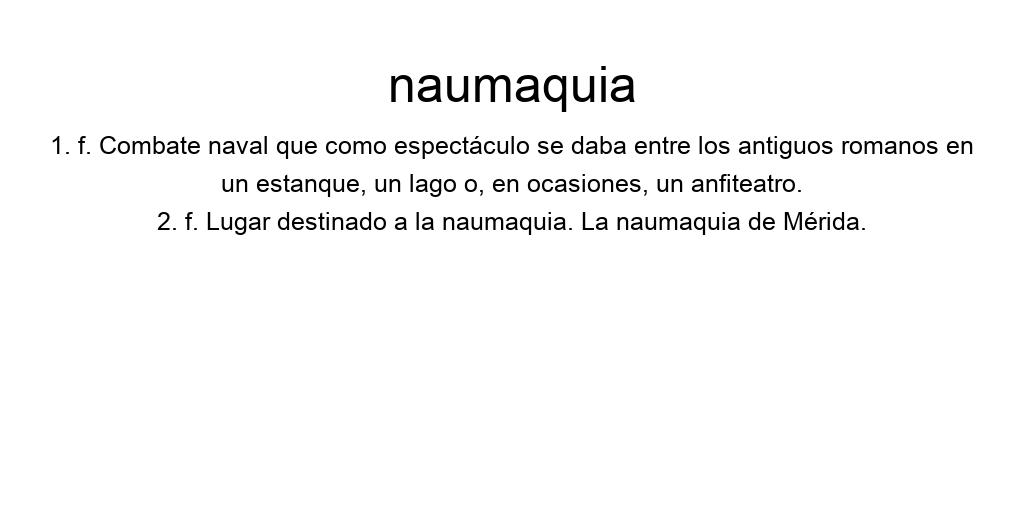 naumaquia
1. f. Combate naval que como espectáculo se daba entre los antiguos romanos en
un estanque, un lago o, en ocasiones, un anfiteatro.
2. f. Lugar destinado a la naumaquia. La naumaquia de Mérida.